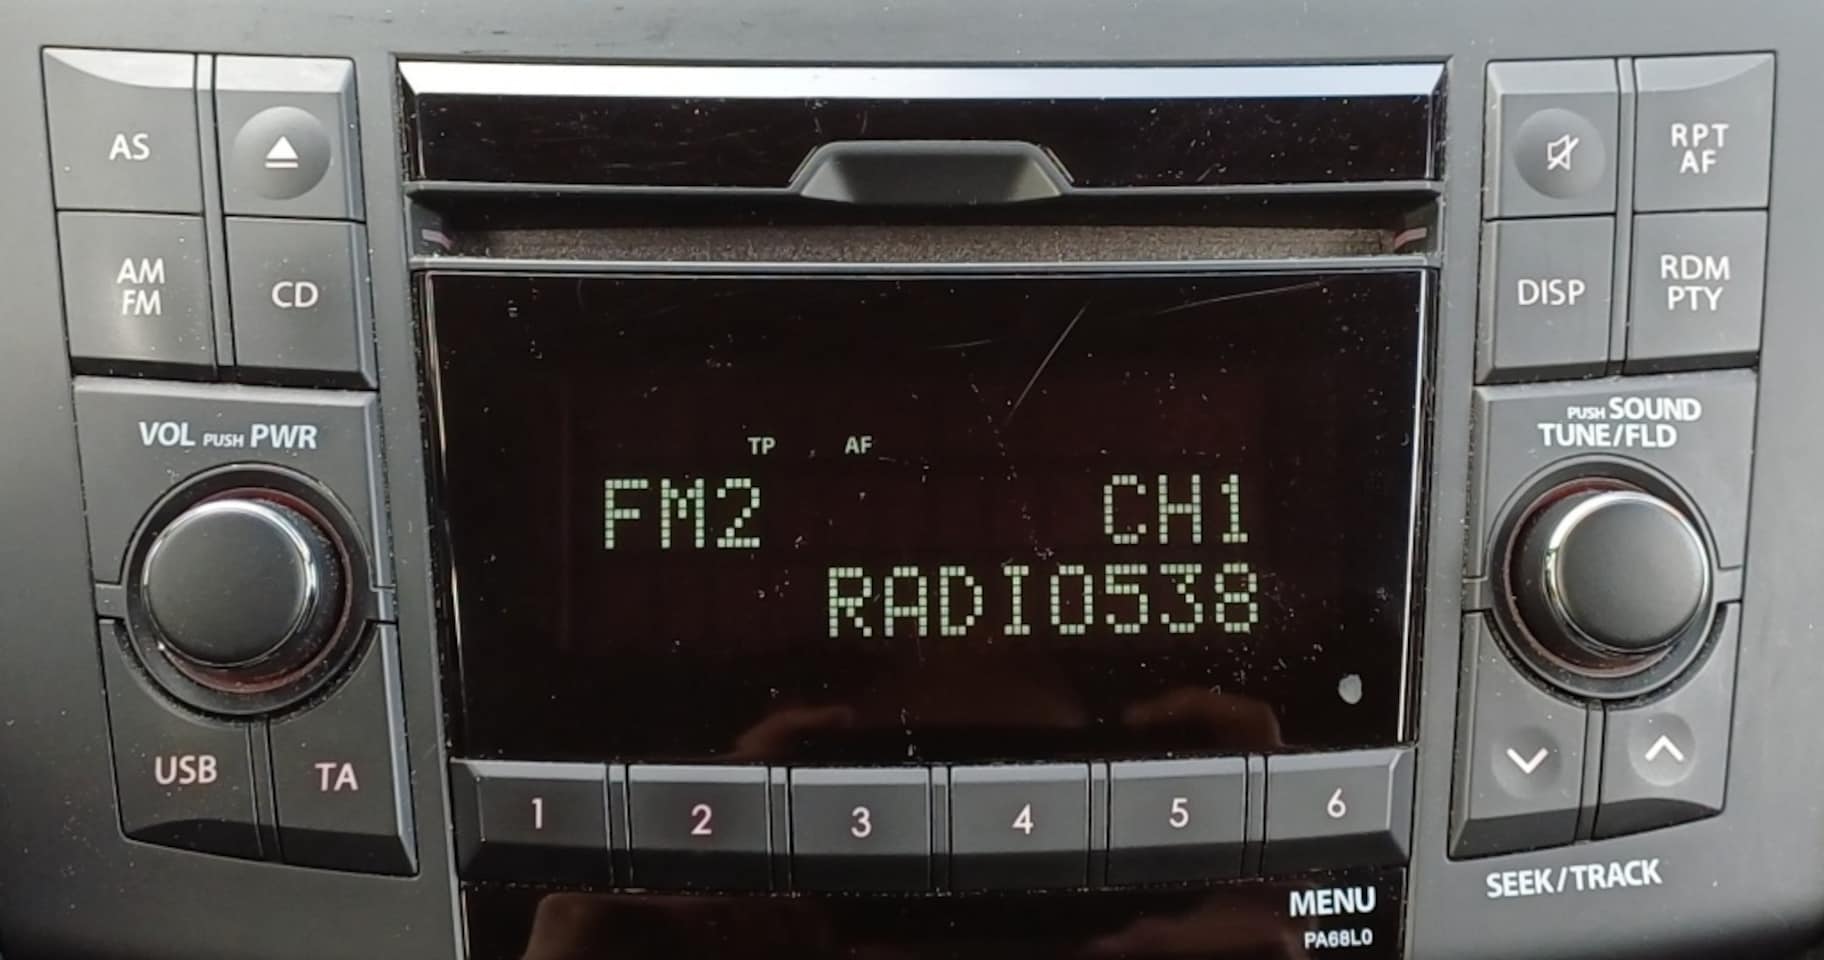 AS
AM
FM
CD
VOL PUSH PWR
USB
TA
TP AF
FM2 CH1
RADIO538
1 2 3 4 5 6
MENU
PA68L0
RPT
AF
DISP
RDM
PTY
PUSH SOUND
TUNE/FLD
SEEK/TRACK